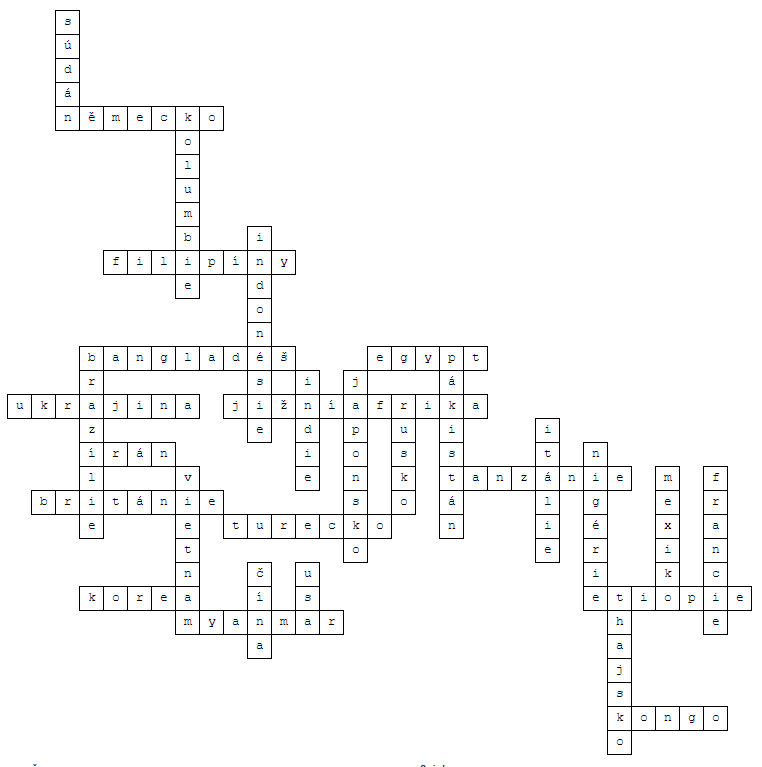 súdán
německo
kolumbie
indonésie
filipíny
bangladéš
brazílie
egypt
pákistán
indie
japonsko
ukrajina
jižníafrika
rusko
itálie
írán
nigérie
vietnam
tanzánie
mexiko
francie
británie
turecko
čína
usa
korea
etiopie
thajsko
myanmar
kongo